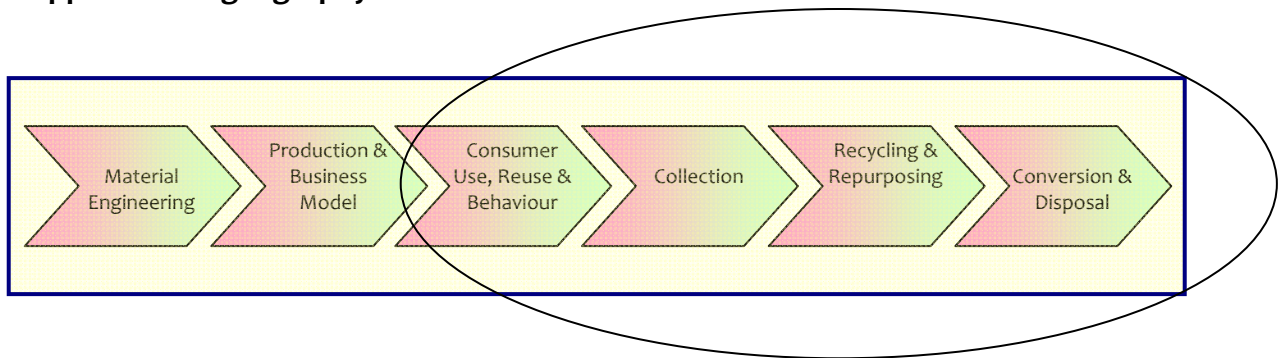 Material
Engineering
Production &
Business
Model
Consumer
Use, Reuse &
Behaviour
Collection
Recycling &
Repurposing
Conversion &
Disposal